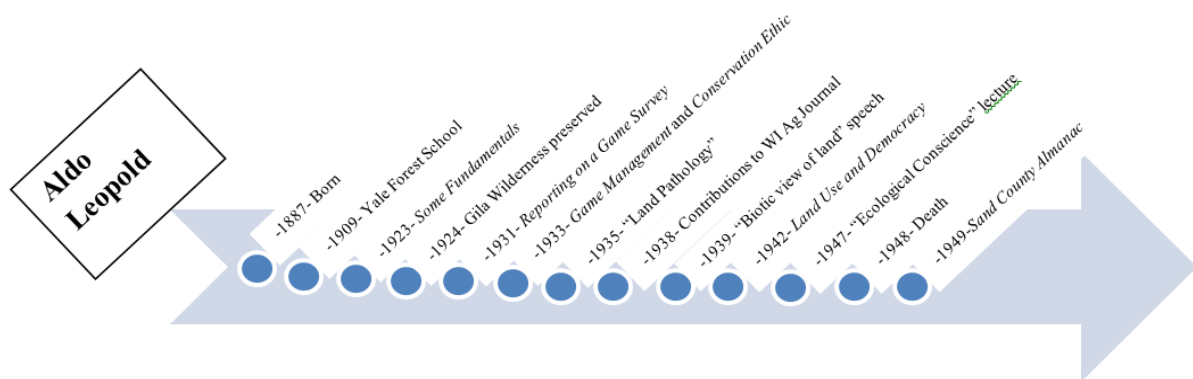 Aldo
Leopold
-1887- Born
-1909- Yale Forest School
-1923- Some Fundamentals
-1924- Gila Wilderness preserved
-1931- Reporting on a Game Survey
-1933- Game Management and Conservation Ethic
-1935- “Land Pathology”
-1938- Contributions to WI Ag Journal
-1939- “Biotic view of land” speech
-1942- Land Use and Democracy
-1947- “Ecological Conscience” lecture
-1948- Death
-1949-Sand County Almanac